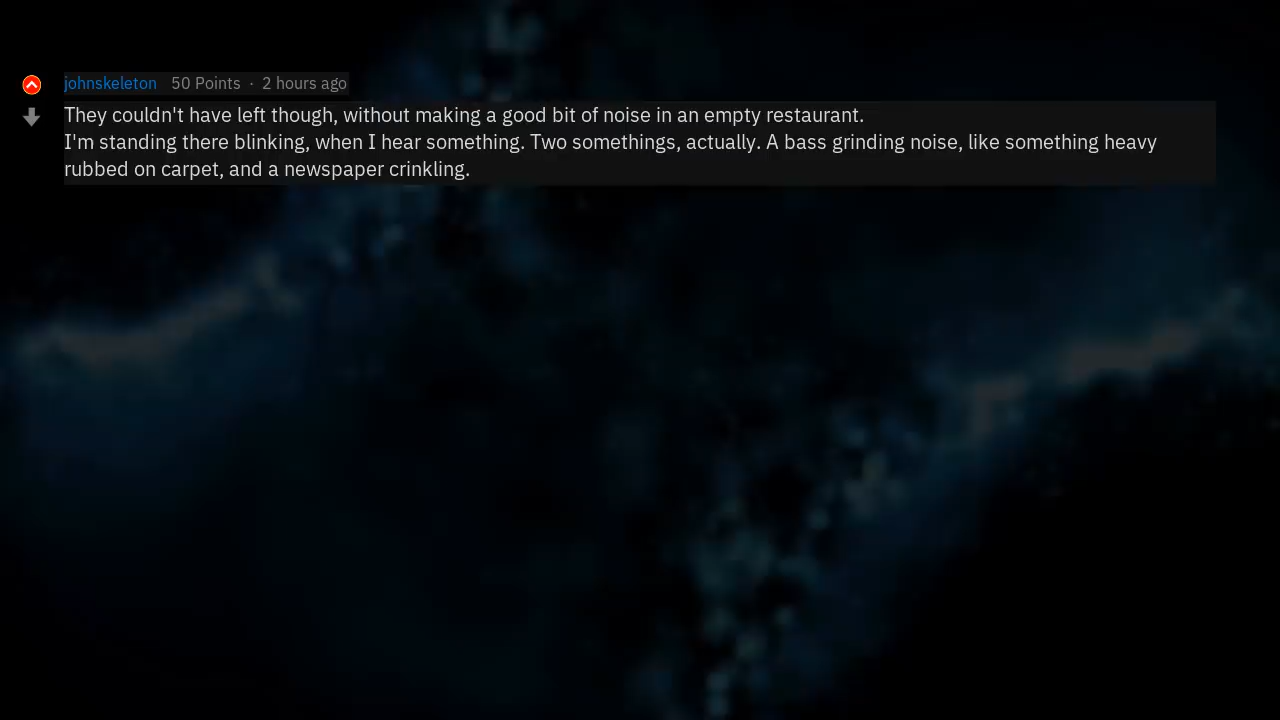 johnskeleton 50 Points · 2 hours ago
They couldn't have left though, without making a good bit of noise in an empty restaurant.
I'm standing there blinking, when I hear something. Two somethings, actually. A bass grinding noise, like something heavy
rubbed on carpet, and a newspaper crinkling.